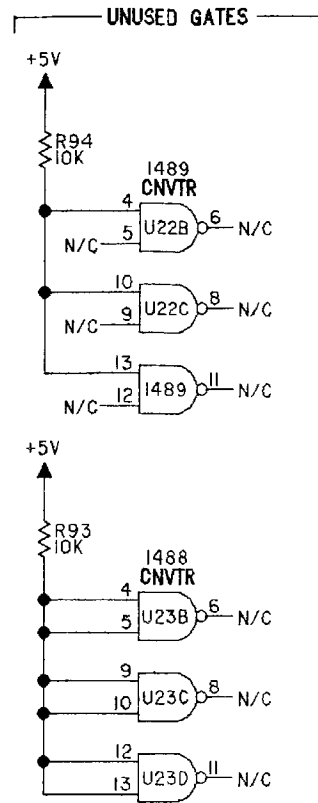 UNUSED GATES
+5V
R94
10K
1489
CNVTR
4
5
N/C
U22B
6
N/C
10
9
N/C
U22C
8
N/C
13
12
N/C
1489
11
N/C
+5V
R93
10K
1488
CNVTR
4
5
U23B
6
N/C
9
10
U23C
8
N/C
12
13
U23D
11
N/C